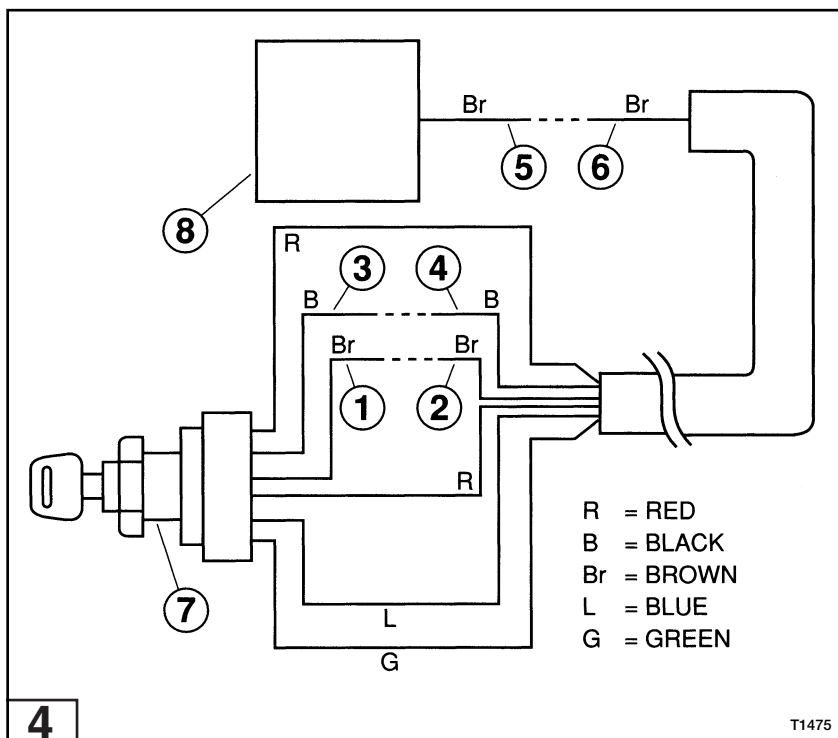 Br Br
5 6
8
R
3 4
B B
Br Br
1 2
R
7
L
G
R = RED
B = BLACK
Br = BROWN
L = BLUE
G = GREEN
4
T1475